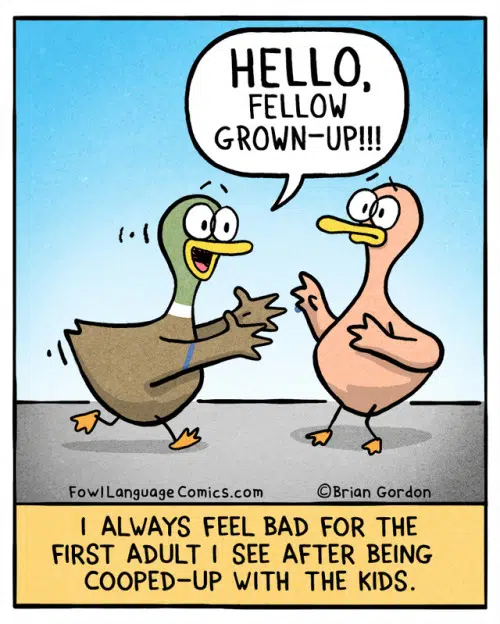 HELLO,
FELLOW
GROWN-UP!!!
FowlLanguageComics.com
©Brian Gordon
I ALWAYS FEEL BAD FOR THE
FIRST ADULT I SEE AFTER BEING
COOPED-UP WITH THE KIDS.